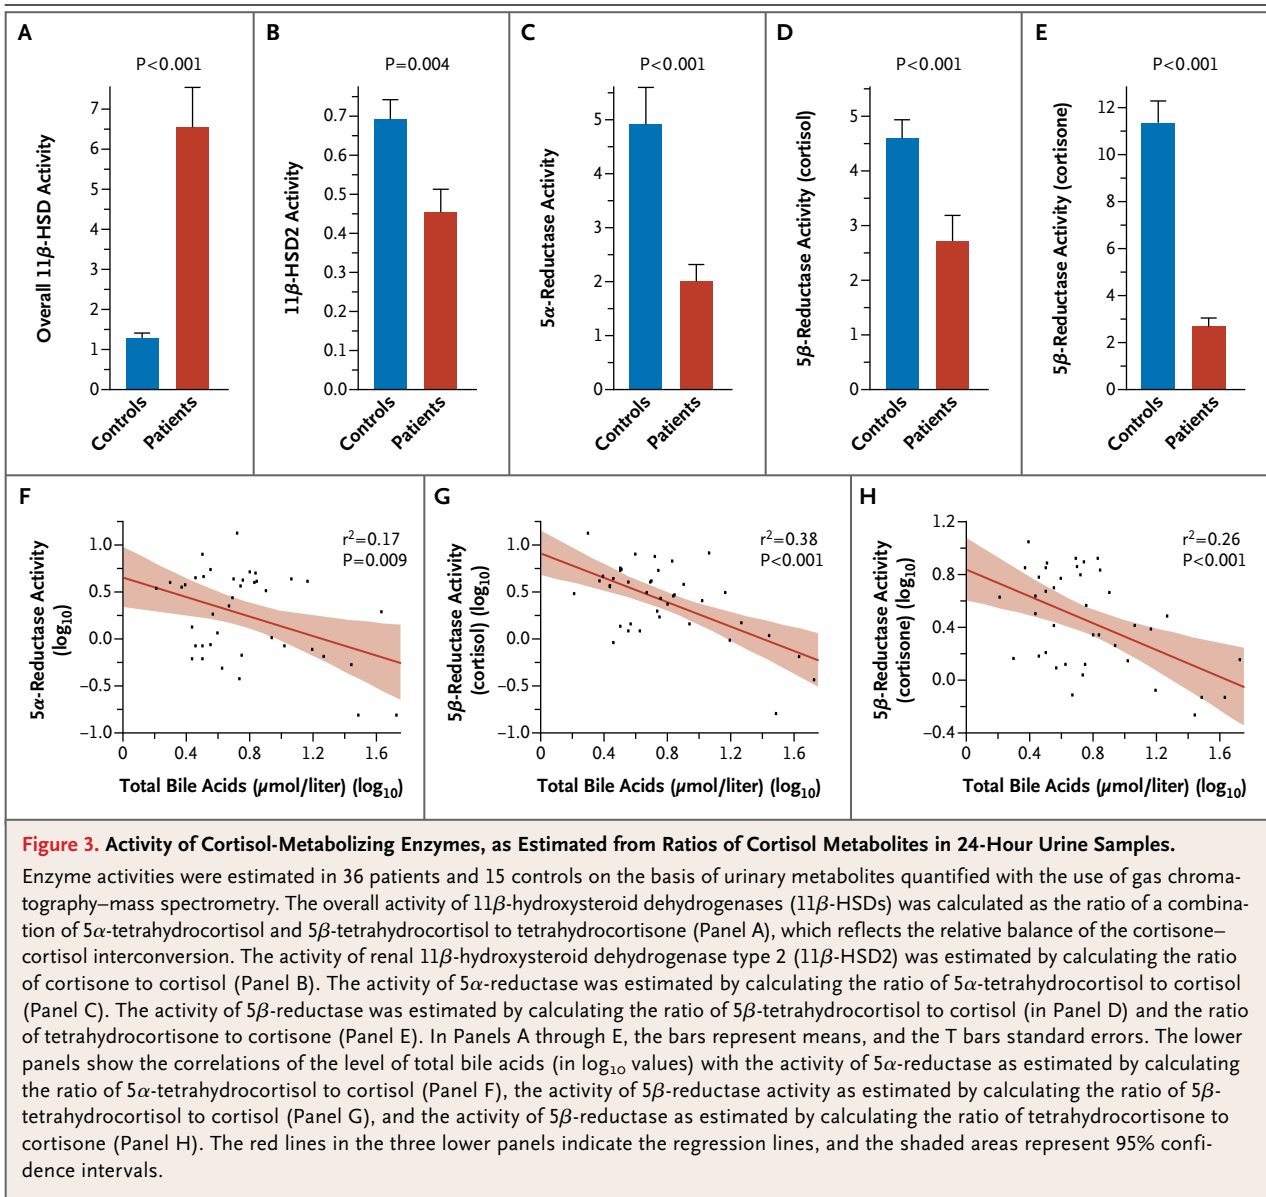 A
P<0.001
Overall 11β-HSD Activity
7
6
5
4
3
2
1
0
Controls
Patients
B
P=0.004
11β-HSD2 Activity
0.7
0.6
0.5
0.4
0.3
0.2
0.1
0.0
Controls
Patients
C
P<0.001
5α-Reductase Activity
5
4
3
2
1
0
Controls
Patients
D
P<0.001
5β-Reductase Activity (cortisol)
5
4
3
2
1
0
Controls
Patients
E
P<0.001
5β-Reductase Activity (cortisone)
12
10
8
6
4
2
0
Controls
Patients
F
5α-Reductase Activity
(log₁₀)
1.0
0.5
0.0
−0.5
−1.0
r²=0.17
P=0.009
0
0.4
0.8
1.2
1.6
Total Bile Acids (μmol/liter) (log₁₀)
G
5β-Reductase Activity
(cortisol) (log₁₀)
1.0
0.5
0.0
−0.5
−1.0
r²=0.38
P<0.001
0
0.4
0.8
1.2
1.6
Total Bile Acids (μmol/liter) (log₁₀)
H
5β-Reductase Activity
(cortisone) (log₁₀)
1.2
0.8
0.4
0.0
−0.4
r²=0.26
P<0.001
0
0.4
0.8
1.2
1.6
Total Bile Acids (μmol/liter) (log₁₀)
Figure 3. Activity of Cortisol-Metabolizing Enzymes, as Estimated from Ratios of Cortisol Metabolites in 24-Hour Urine Samples.
Enzyme activities were estimated in 36 patients and 15 controls on the basis of urinary metabolites quantified with the use of gas chroma-
tography–mass spectrometry. The overall activity of 11β-hydroxysteroid dehydrogenases (11β-HSDs) was calculated as the ratio of a combina-
tion of 5α-tetrahydrocortisol and 5β-tetrahydrocortisol to tetrahydrocortisone (Panel A), which reflects the relative balance of the cortisone–
cortisol interconversion. The activity of renal 11β-hydroxysteroid dehydrogenase type 2 (11β-HSD2) was estimated by calculating the ratio
of cortisone to cortisol (Panel B). The activity of 5α-reductase was estimated by calculating the ratio of 5α-tetrahydrocortisol to cortisol
(Panel C). The activity of 5β-reductase was estimated by calculating the ratio of 5β-tetrahydrocortisol to cortisol (in Panel D) and the ratio
of tetrahydrocortisone to cortisone (Panel E). In Panels A through E, the bars represent means, and the T bars standard errors. The lower
panels show the correlations of the level of total bile acids (in log₁₀ values) with the activity of 5α-reductase as estimated by calculating
the ratio of 5α-tetrahydrocortisol to cortisol (Panel F), the activity of 5β-reductase activity as estimated by calculating the ratio of 5β-
tetrahydrocortisol to cortisol (Panel G), and the activity of 5β-reductase as estimated by calculating the ratio of tetrahydrocortisone to
cortisone (Panel H). The red lines in the three lower panels indicate the regression lines, and the shaded areas represent 95% confi-
dence intervals.